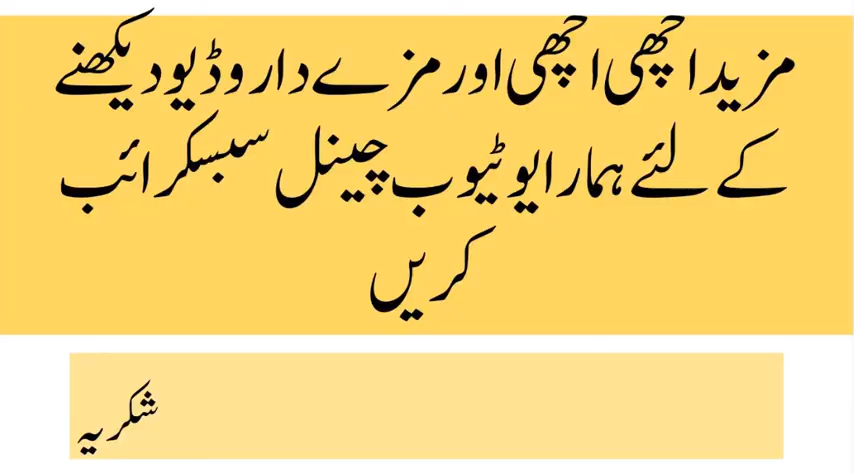 مزید اچھی اچھی اور مزے دار وڈیو دیکھنے
کے لئے ہمارا یوٹیوب چینل سبسکرائب
کریں
شکریہ